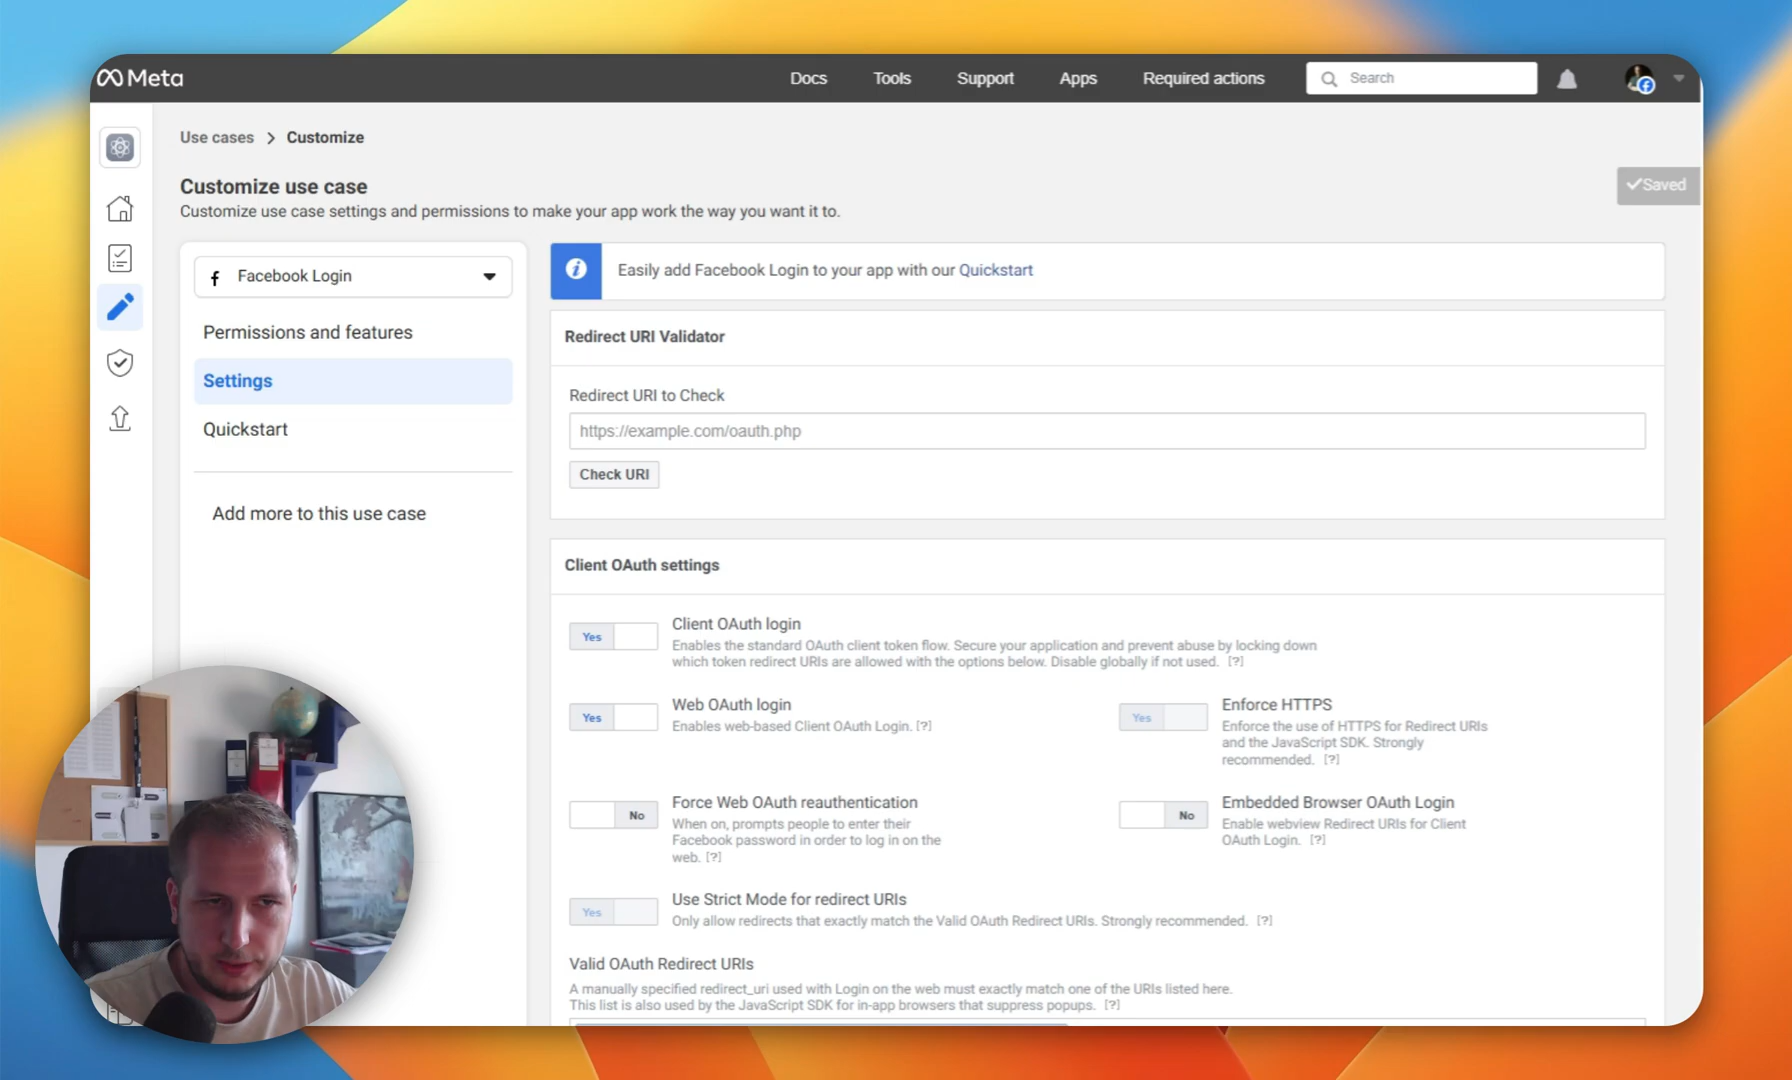 Meta
Docs
Tools
Support
Apps
Required actions
Search
Use cases > Customize
Customize use case
Customize use case settings and permissions to make your app work the way you want it to.
Saved
Facebook Login
Permissions and features
Settings
Quickstart
Add more to this use case
Easily add Facebook Login to your app with our Quickstart
Redirect URI Validator
Redirect URI to Check
https://example.com/oauth.php
Check URI
Client OAuth settings
Yes
Client OAuth login
Enables the standard OAuth client token flow. Secure your application and prevent abuse by locking down
which token redirect URIs are allowed with the options below. Disable globally if not used. [?]
Yes
Web OAuth login
Enables web-based Client OAuth Login. [?]
Yes
Enforce HTTPS
Enforce the use of HTTPS for Redirect URIs
and the JavaScript SDK. Strongly
recommended. [?]
No
Force Web OAuth reauthentication
When on, prompts people to enter their
Facebook password in order to log in on the
web. [?]
No
Embedded Browser OAuth Login
Enable webview Redirect URIs for Client
OAuth Login. [?]
Yes
Use Strict Mode for redirect URIs
Only allow redirects that exactly match the Valid OAuth Redirect URIs. Strongly recommended. [?]
Valid OAuth Redirect URIs
A manually specified redirect_uri used with Login on the web must exactly match one of the URIs listed here.
This list is also used by the JavaScript SDK for in-app browsers that suppress popups. [?]